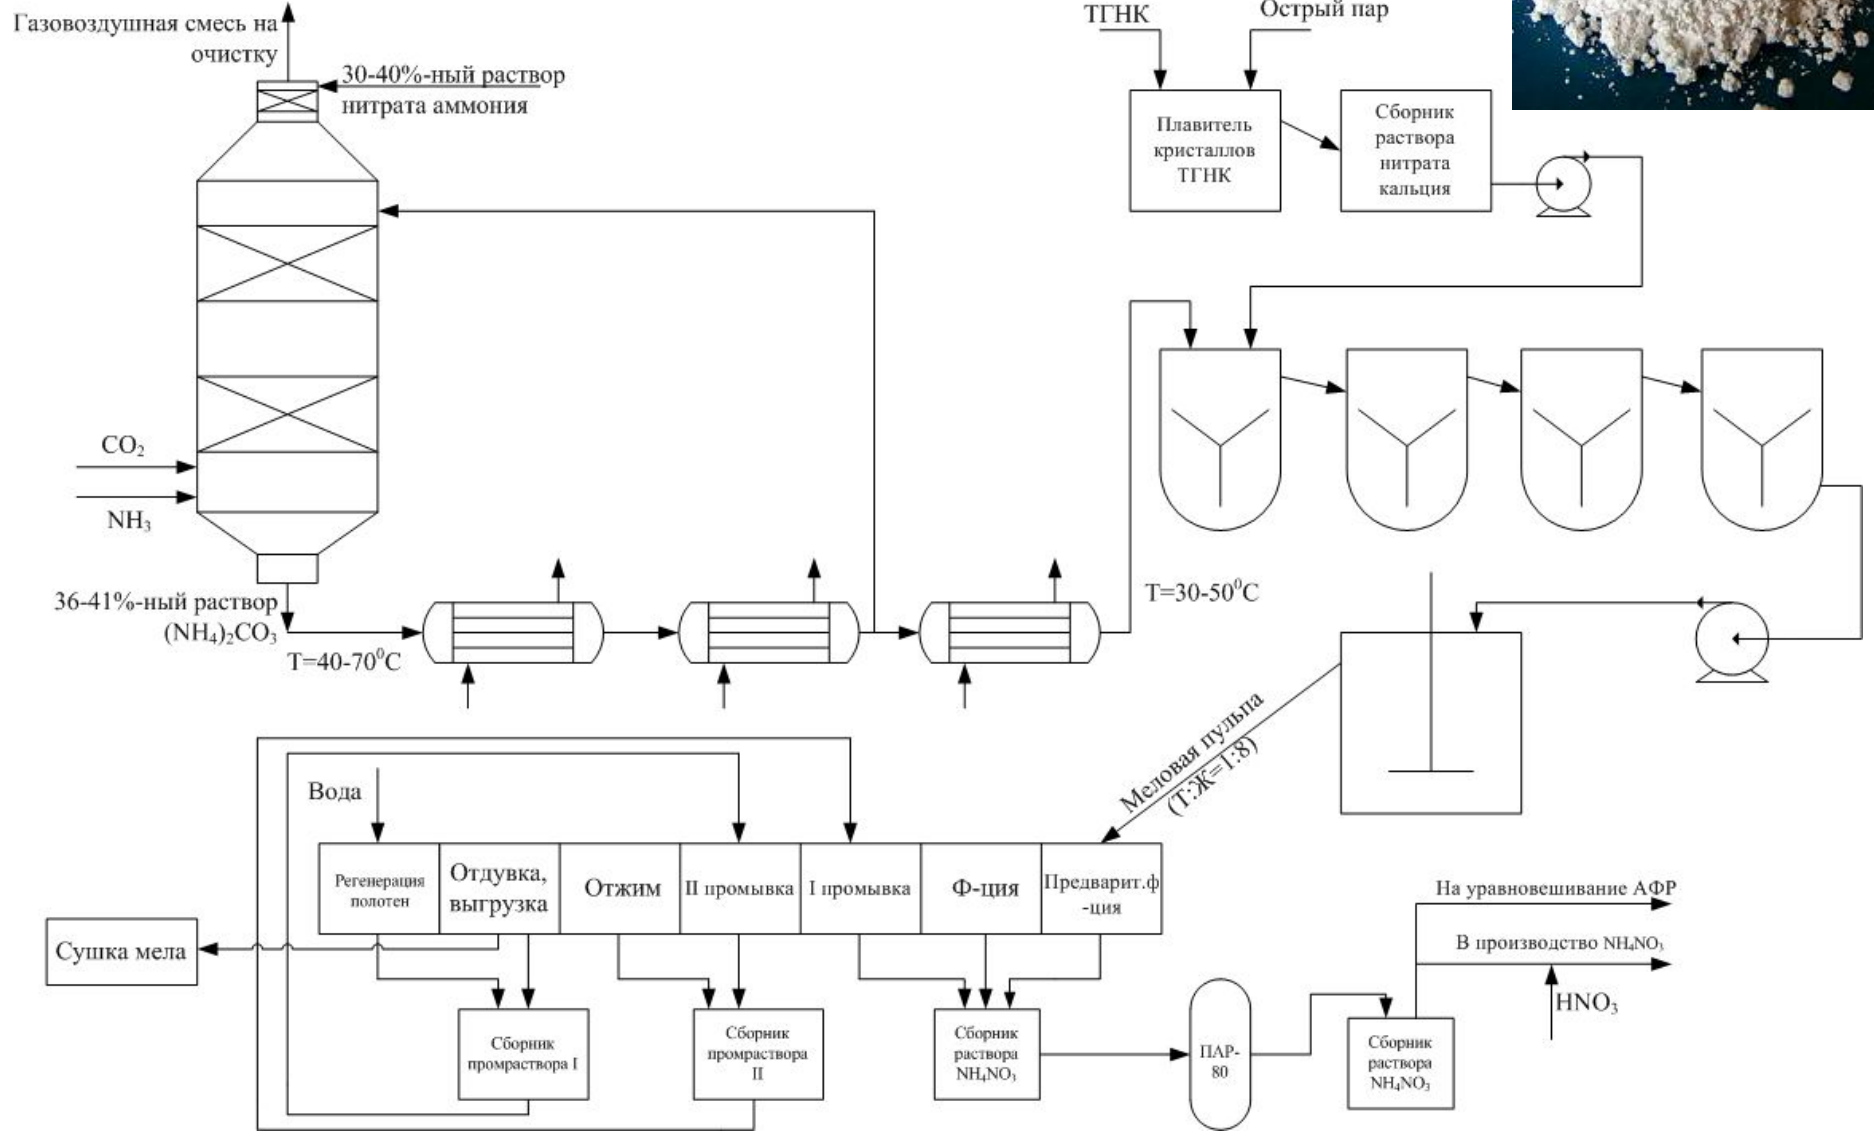 Газовоздушная смесь на
очистку
30-40%-ный раствор
нитрата аммония
ТГНК
Острый пар
Плавитель
кристаллов
ТГНК
Сборник
раствора
нитрата
кальция
CO₂
NH₃
36-41%-ный раствор
(NH₄)₂CO₃
T=40-70⁰C
T=30-50⁰C
Меловая пульпа
(Т:Ж=1:8)
Вода
Регенерация
полотен
Отдувка,
выгрузка
Отжим
II промывка
I промывка
Ф-ция
Предварит.ф
-ция
Сушка мела
Сборник
промраствора I
Сборник
промраствора
II
Сборник
раствора
NH₄NO₃
ПАР-
80
Сборник
раствора
NH₄NO₃
На уравновешивание АФР
В производство NH₄NO₃
HNO₃